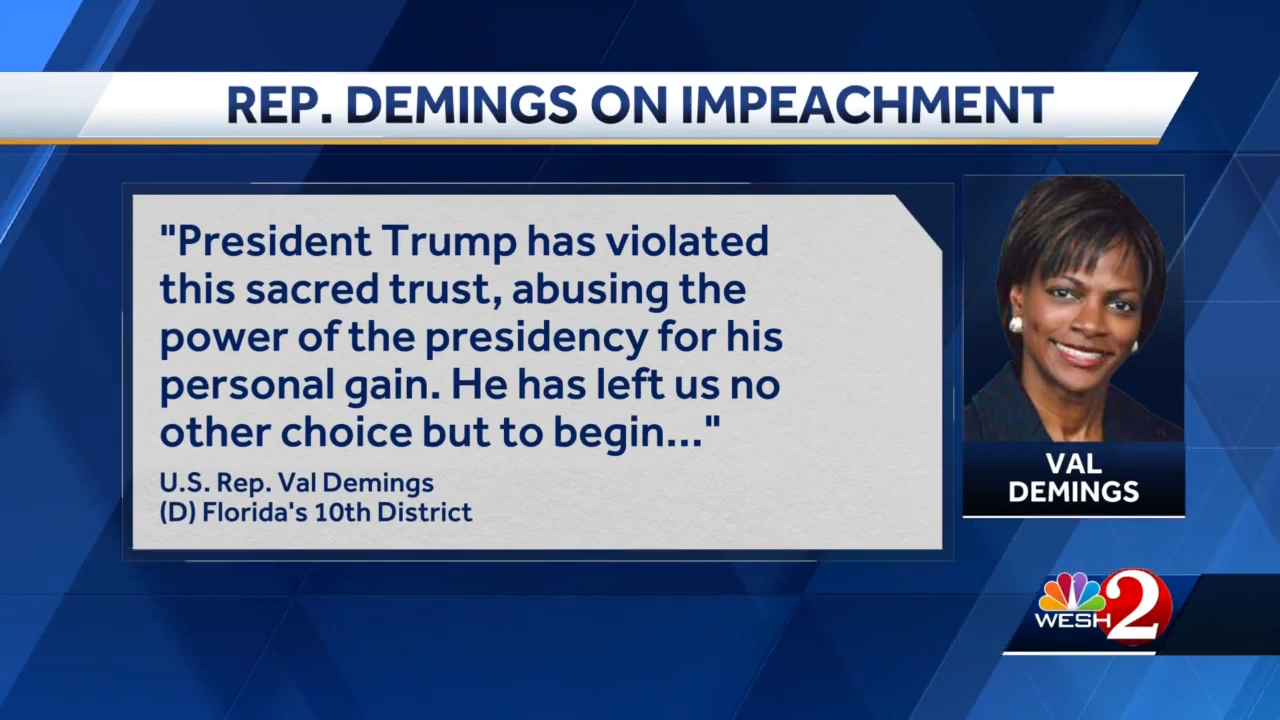 REP. DEMINGS ON IMPEACHMENT
"President Trump has violated
this sacred trust, abusing the
power of the presidency for his
personal gain. He has left us no
other choice but to begin..."
U.S. Rep. Val Demings
(D) Florida's 10th District
VAL
DEMINGS
WESH 2